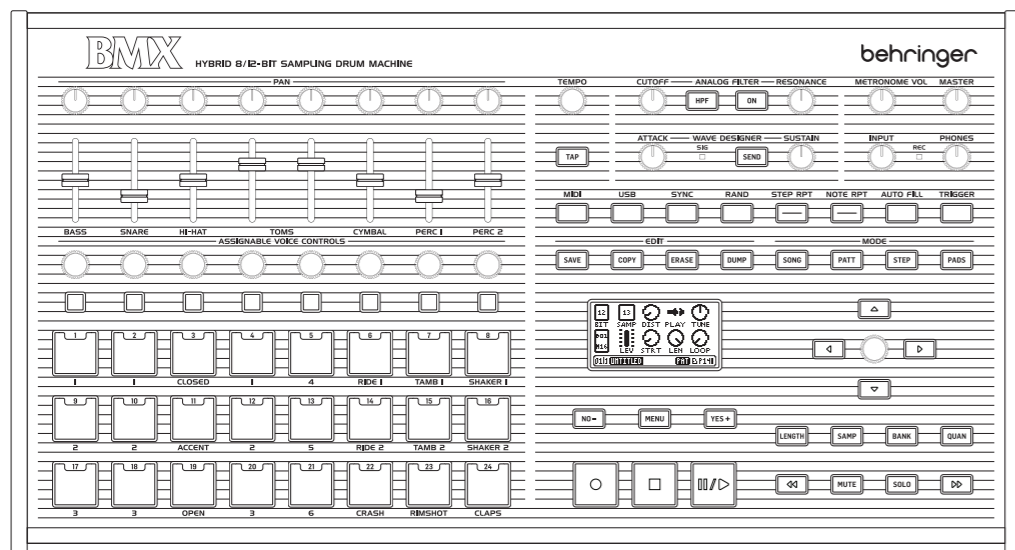 BMX HYBRID 8/12-BIT SAMPLING DRUM MACHINE
behringer
PAN
TEMPO
CUTOFF ANALOG FILTER RESONANCE
METRONOME VOL MASTER
HPF ON
ATTACK WAVE DESIGNER SUSTAIN
INPUT PHONES
SIG REC
TAP SEND
MIDI USB SYNC RAND STEP RPT NOTE RPT AUTO FILL TRIGGER
BASS SNARE HI-HAT TOMS CYMBAL PERC 1 PERC 2
ASSIGNABLE VOICE CONTROLS
EDIT MODE
SAVE COPY ERASE DUMP SONG PATT STEP PADS
12 13
BIT SAMP DIST PLAY TUNE
LEV STRT LEN LOOP
UNTITLED PAT
1 2 3 4 5 6 7 8
1 1 CLOSED 1 4 RIDE 1 TAMB 1 SHAKER 1
9 10 11 12 13 14 15 16
2 2 ACCENT 2 5 RIDE 2 TAMB 2 SHAKER 2
NO- MENU YES+
LENGTH SAMP BANK QUAN
17 18 19 20 21 22 23 24
3 3 OPEN 3 6 CRASH RIMSHOT CLAPS
MUTE SOLO